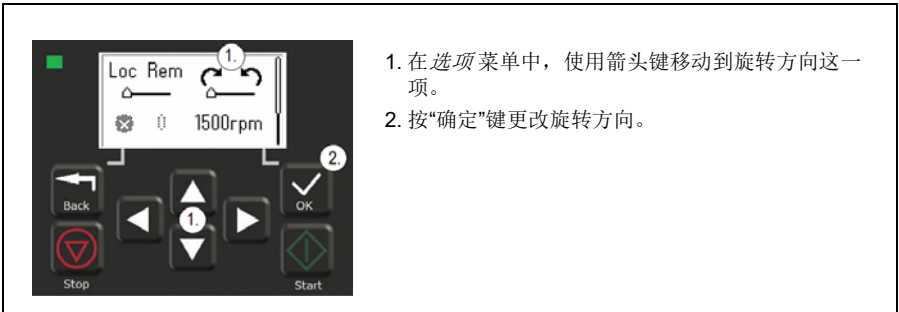 Loc Rem
1.
1500rpm
2.
Back
OK
1.
Stop
Start
1. 在选项菜单中，使用箭头键移动到旋转方向这一
项。
2. 按“确定”键更改旋转方向。